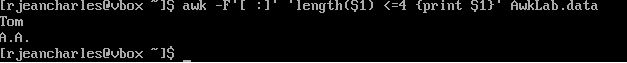 [rjeancharles@vbox ~]$ awk -F'[ :]' 'length($1) <=4 {print $1}' AwkLab.data
Tom
A.A.
[rjeancharles@vbox ~]$ _